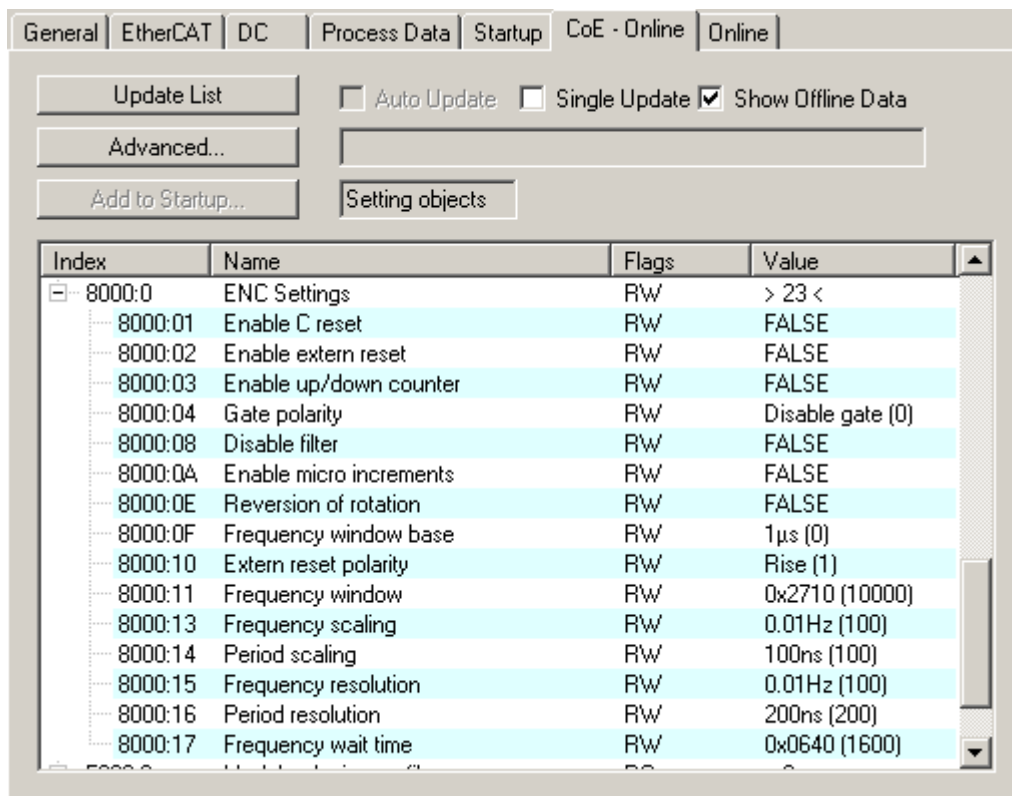 General EtherCAT DC Process Data Startup CoE - Online Online
Update List Auto Update Single Update Show Offline Data
Advanced...
Add to Startup... Setting objects
Index Name Flags Value
8000:0 ENC Settings RW > 23 <
8000:01 Enable C reset RW FALSE
8000:02 Enable extern reset RW FALSE
8000:03 Enable up/down counter RW FALSE
8000:04 Gate polarity RW Disable gate (0)
8000:08 Disable filter RW FALSE
8000:0A Enable micro increments RW FALSE
8000:0E Reversion of rotation RW FALSE
8000:0F Frequency window base RW 1µs (0)
8000:10 Extern reset polarity RW Rise (1)
8000:11 Frequency window RW 0x2710 (10000)
8000:13 Frequency scaling RW 0.01Hz (100)
8000:14 Period scaling RW 100ns (100)
8000:15 Frequency resolution RW 0.01Hz (100)
8000:16 Period resolution RW 200ns (200)
8000:17 Frequency wait time RW 0x0640 (1600)